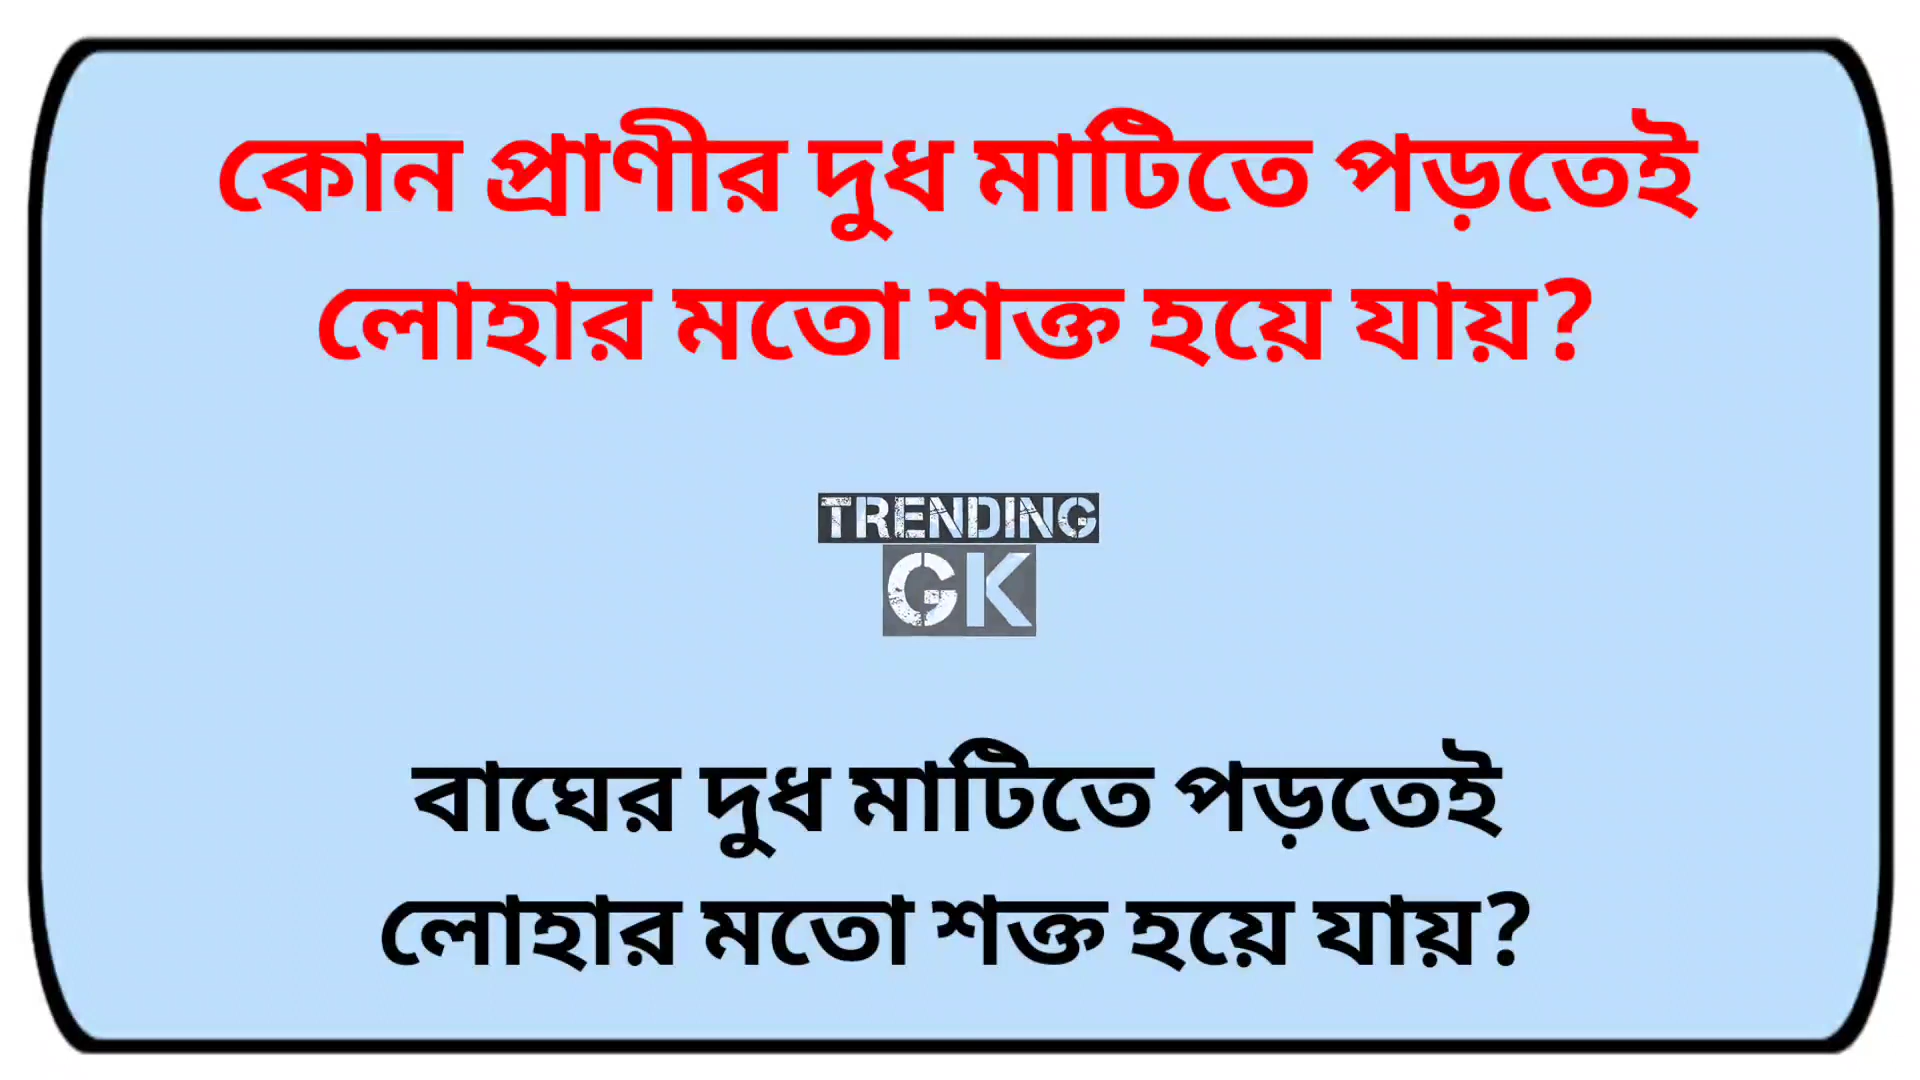 কোন প্রাণীর দুধ মাটিতে পড়তেই
লোহার মতো শক্ত হয়ে যায়?
TRENDING
GK
বাঘের দুধ মাটিতে পড়তেই
লোহার মতো শক্ত হয়ে যায়?